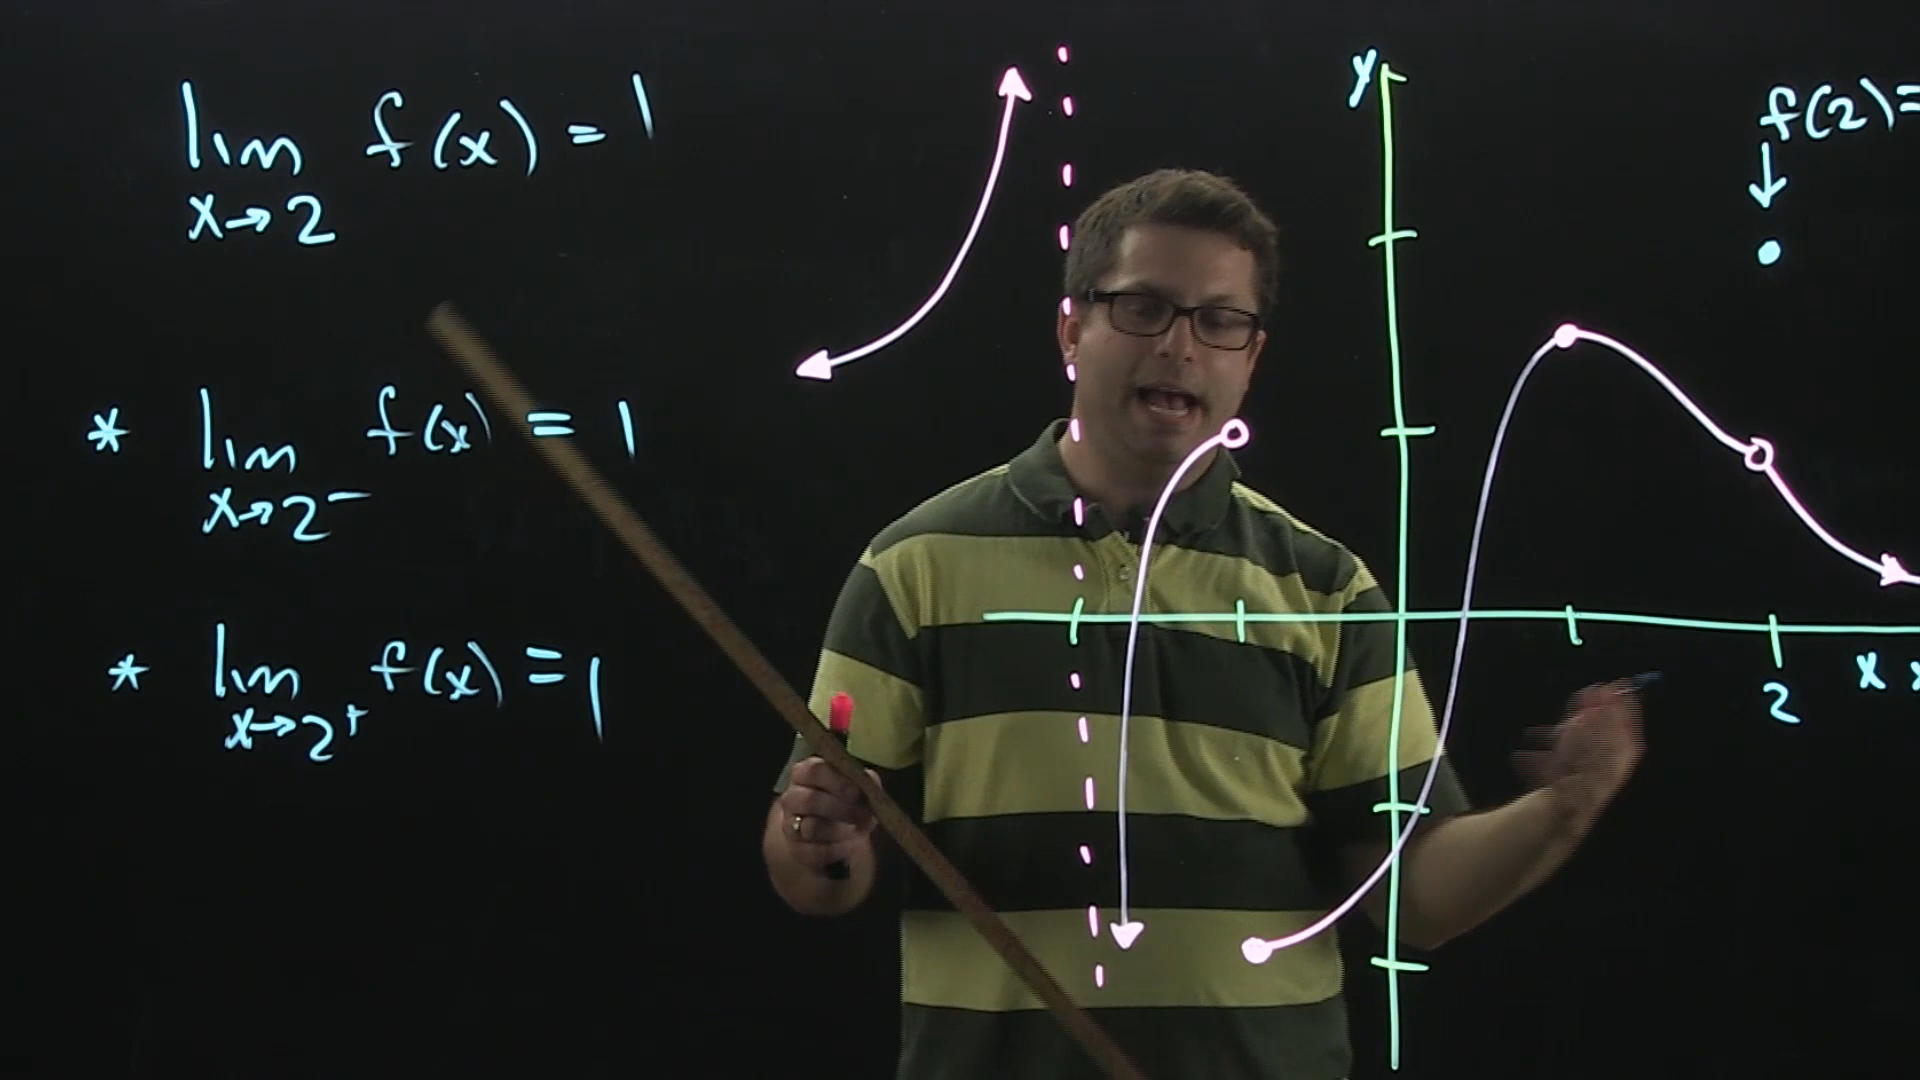 lim f(x) = 1
x→2
* lim f(x) = 1
x→2⁻
* lim f(x) = 1
x→2⁺
y
f(2)=
2
x